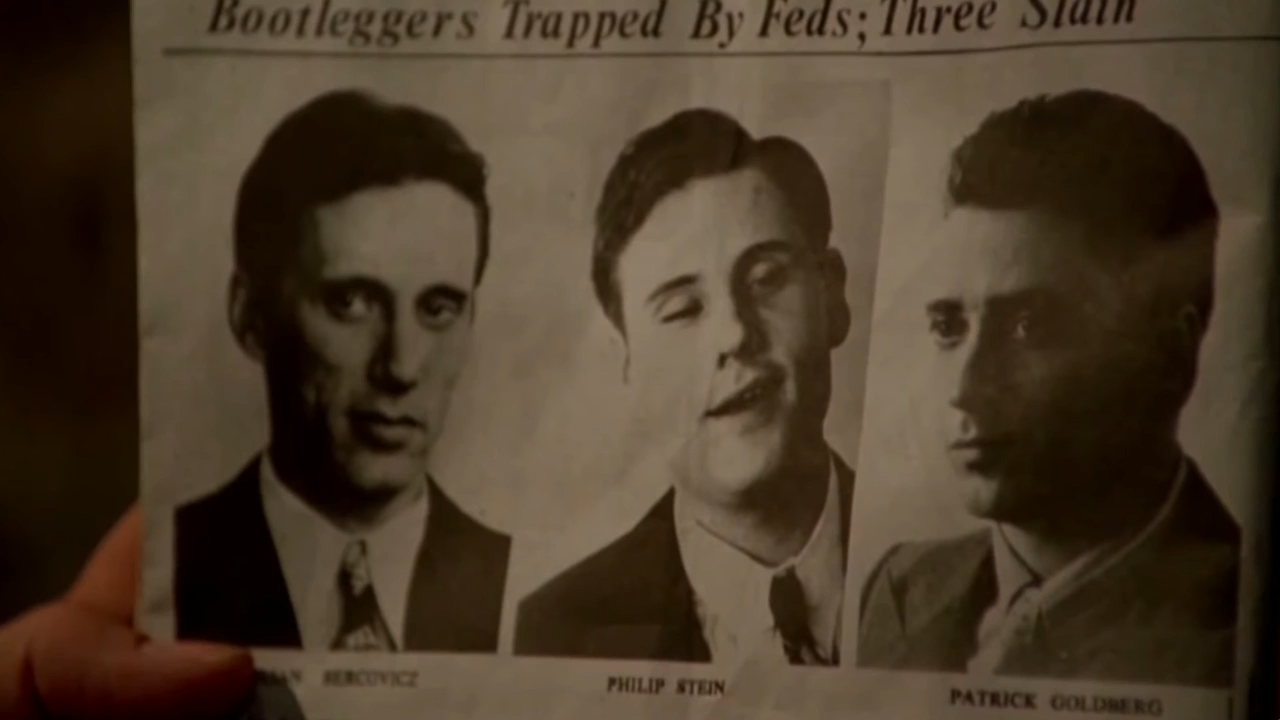 Bootleggers Trapped By Feds; Three Slain
BERCOVICZ
PHILIP STEIN
PATRICK GOLDBERG